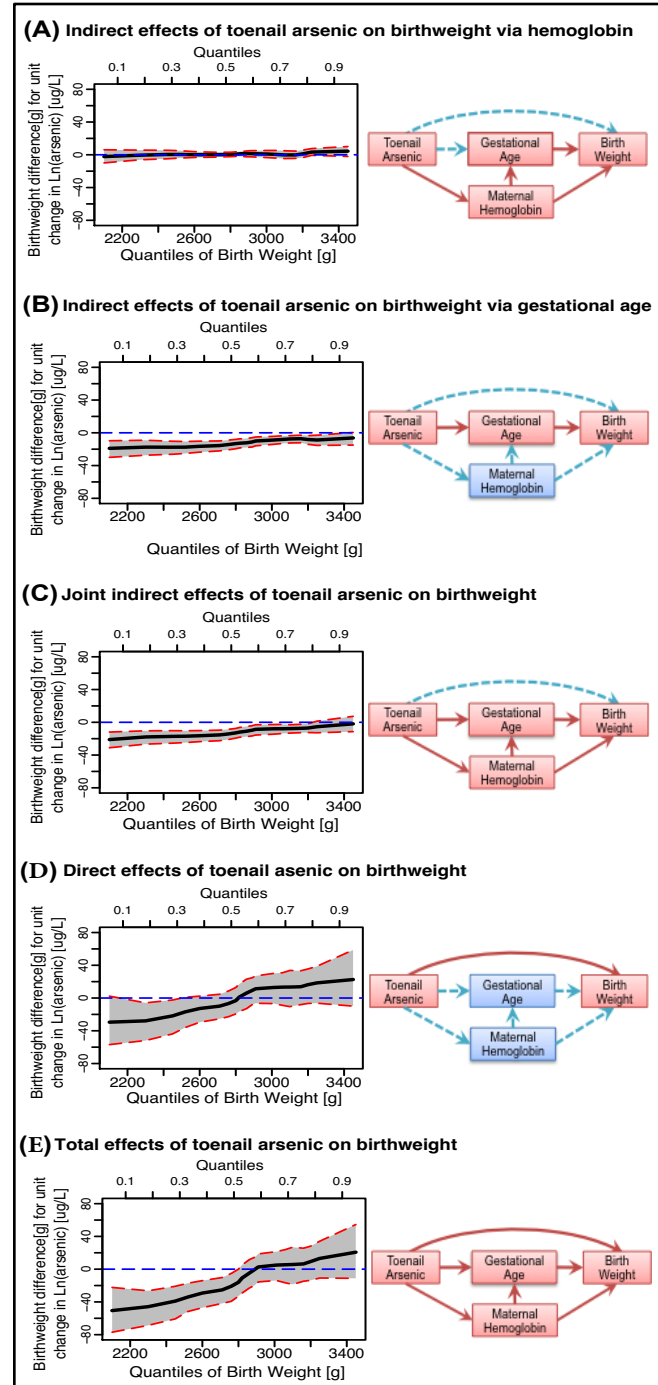 (A) Indirect effects of toenail arsenic on birthweight via hemoglobin
Quantiles
0.1 0.3 0.5 0.7 0.9
Birthweight difference[g] for unit
change in Ln(arsenic) [ug/L]
80
40
0
-40
-80
2200 2600 3000 3400
Quantiles of Birth Weight [g]
Toenail
Arsenic
Gestational
Age
Birth
Weight
Maternal
Hemoglobin
(B) Indirect effects of toenail arsenic on birthweight via gestational age
Quantiles
0.1 0.3 0.5 0.7 0.9
Birthweight difference[g] for unit
change in Ln(arsenic) [ug/L]
80
40
0
-40
-80
2200 2600 3000 3400
Quantiles of Birth Weight [g]
Toenail
Arsenic
Gestational
Age
Birth
Weight
Maternal
Hemoglobin
(C) Joint indirect effects of toenail arsenic on birthweight
Quantiles
0.1 0.3 0.5 0.7 0.9
Birthweight difference[g] for unit
change in Ln(arsenic) [ug/L]
80
40
0
-40
-80
2200 2600 3000 3400
Quantiles of Birth Weight [g]
Toenail
Arsenic
Gestational
Age
Birth
Weight
Maternal
Hemoglobin
(D) Direct effects of toenail asenic on birthweight
Quantiles
0.1 0.3 0.5 0.7 0.9
Birthweight difference[g] for unit
change in Ln(arsenic) [ug/L]
80
40
0
-40
-80
2200 2600 3000 3400
Quantiles of Birth Weight [g]
Toenail
Arsenic
Gestational
Age
Birth
Weight
Maternal
Hemoglobin
(E) Total effects of toenail arsenic on birthweight
Quantiles
0.1 0.3 0.5 0.7 0.9
Birthweight difference[g] for unit
change in Ln(arsenic) [ug/L]
80
40
0
-40
-80
2200 2600 3000 3400
Quantiles of Birth Weight [g]
Toenail
Arsenic
Gestational
Age
Birth
Weight
Maternal
Hemoglobin